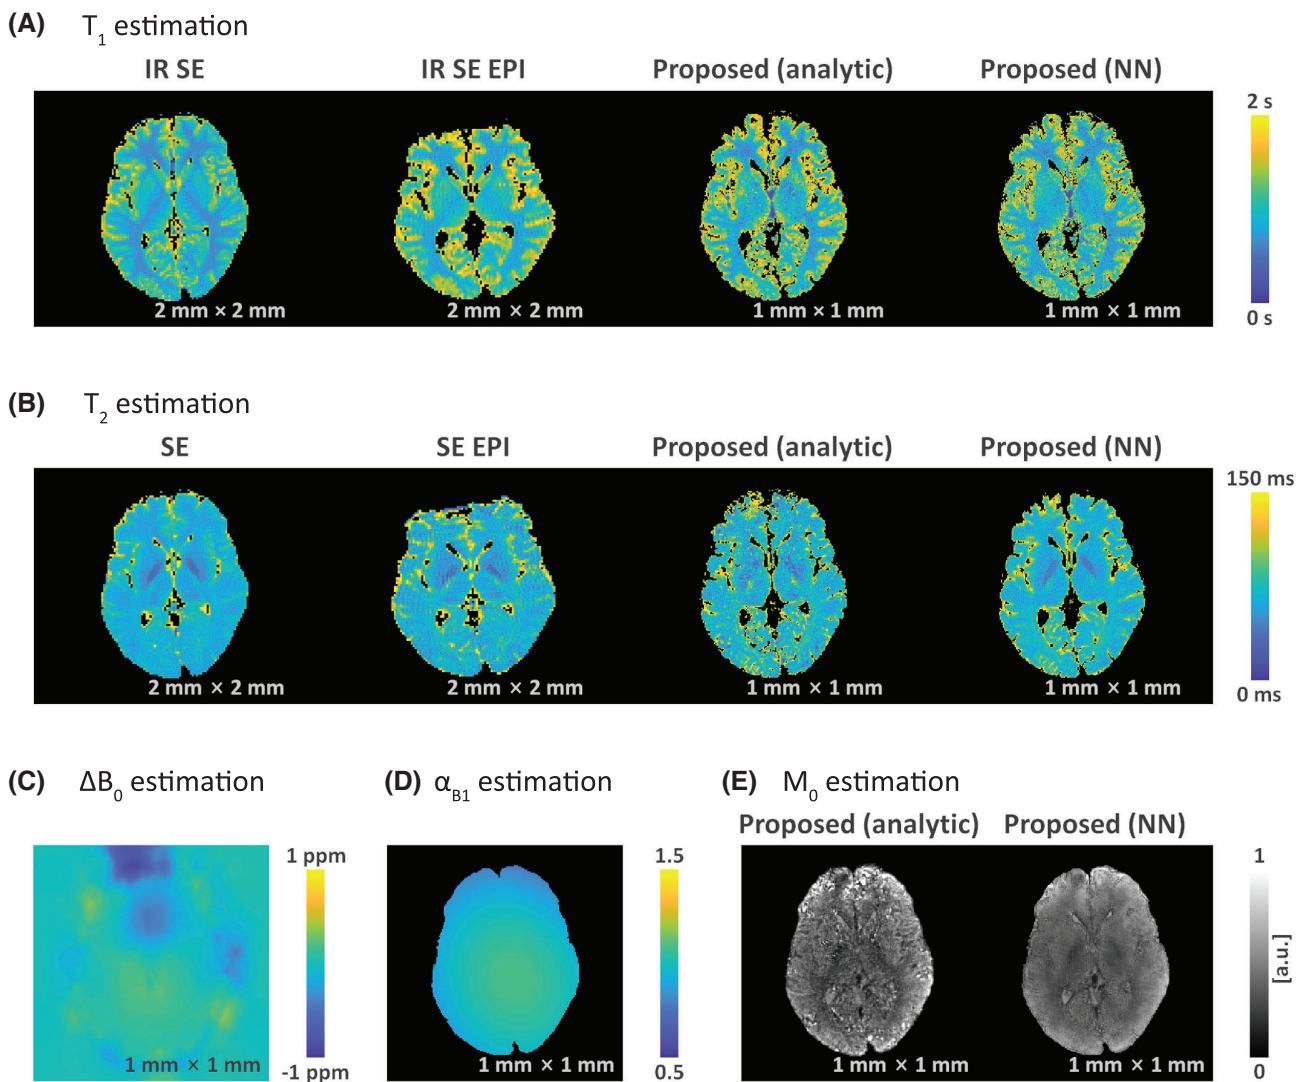 (A) T1 estimation
IR SE IR SE EPI Proposed (analytic) Proposed (NN)
2 s
2 mm × 2 mm 2 mm × 2 mm 1 mm × 1 mm 1 mm × 1 mm
0 s
(B) T2 estimation
SE SE EPI Proposed (analytic) Proposed (NN)
150 ms
2 mm × 2 mm 2 mm × 2 mm 1 mm × 1 mm 1 mm × 1 mm
0 ms
(C) ΔB0 estimation (D) αB1 estimation (E) M0 estimation
Proposed (analytic) Proposed (NN)
1 ppm 1.5 1
[a.u.]
1 mm × 1 mm 1 mm × 1 mm 1 mm × 1 mm 1 mm × 1 mm
-1 ppm 0.5 0